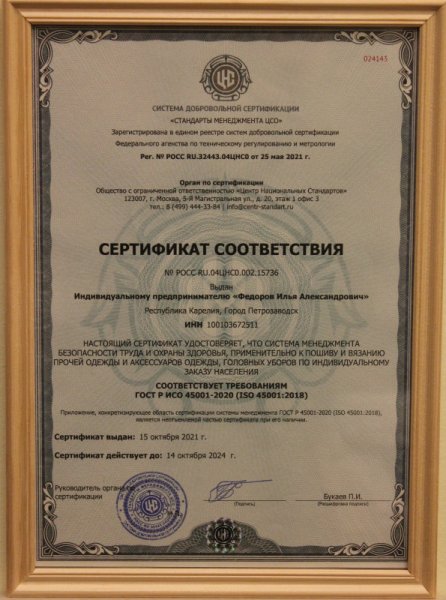 024143
ЦНС
СИСТЕМА ДОБРОВОЛЬНОЙ СЕРТИФИКАЦИИ
«СТАНДАРТЫ МЕНЕДЖМЕНТА ЦСО»
Зарегистрирована в едином реестре систем добровольной сертификации
Федерального агентства по техническому регулированию и метрологии
Рег. № РОСС RU.32443.04ЦНС0 от 25 мая 2021 г.
Орган по сертификации
Общество с ограниченной ответственностью «Центр Национальных Стандартов»
123007, г. Москва, 5-й Магистральная ул., д. 20, этаж 1 офис 3
тел.: 8 (499) 444-33-84 | info@centr-standart.ru
СЕРТИФИКАТ СООТВЕТСТВИЯ
№ РОСС-RU.04ЦНС0.002.15736
Выдан
Индивидуальному предпринимателю «Федоров Илья Александрович»
Республика Карелия, Город Петрозаводск
ИНН 100103672511
НАСТОЯЩИЙ СЕРТИФИКАТ УДОСТОВЕРЯЕТ, ЧТО СИСТЕМА МЕНЕДЖМЕНТА
БЕЗОПАСНОСТИ ТРУДА И ОХРАНЫ ЗДОРОВЬЯ, ПРИМЕНИТЕЛЬНО К ПОШИВУ И ВЯЗАНИЮ
ПРОЧЕЙ ОДЕЖДЫ И АКСЕССУАРОВ ОДЕЖДЫ, ГОЛОВНЫХ УБОРОВ ПО ИНДИВИДУАЛЬНОМУ
ЗАКАЗУ НАСЕЛЕНИЯ
СООТВЕТСТВУЕТ ТРЕБОВАНИЯМ
ГОСТ Р ИСО 45001-2020 (ISO 45001:2018)
Приложение, конкретизирующее область сертификации системы менеджмента ГОСТ Р 45001-2020 (ISO 45001:2018),
является неотъемлемой частью сертификата при его наличии.
Сертификат выдан: 15 октября 2021 г.
Сертификат действует до: 14 октября 2024 г.
Руководитель органа по
сертификации
(Подпись)
Букаев П.И.
(Расшифровка подписи)